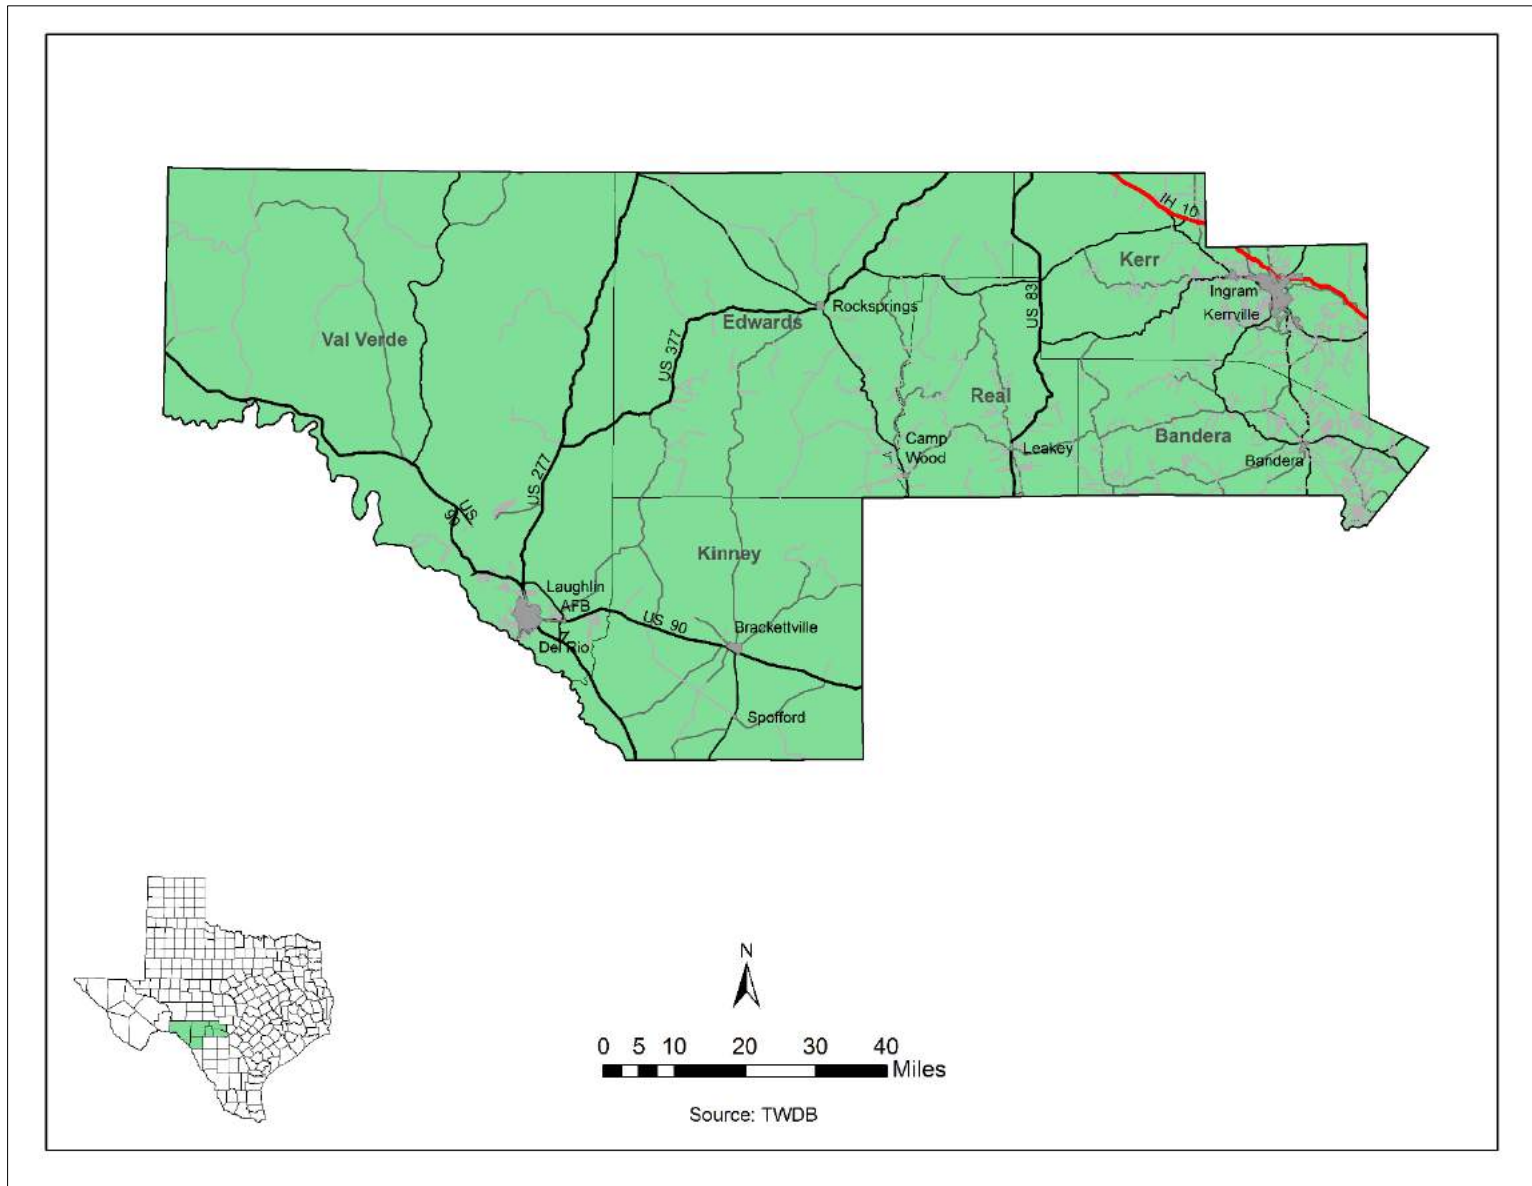 IH 10
Kerr
Ingram
Kerrville
US 83
Rocksprings
Edwards
Val Verde
US 377
Real
Camp
Wood
Leakey
Bandera
Bandera
US 277
US
90
Kinney
Laughlin
AFB
US 90
Brackettville
Del Rio
Spofford
N
0 5 10 20 30 40
Miles
Source: TWDB